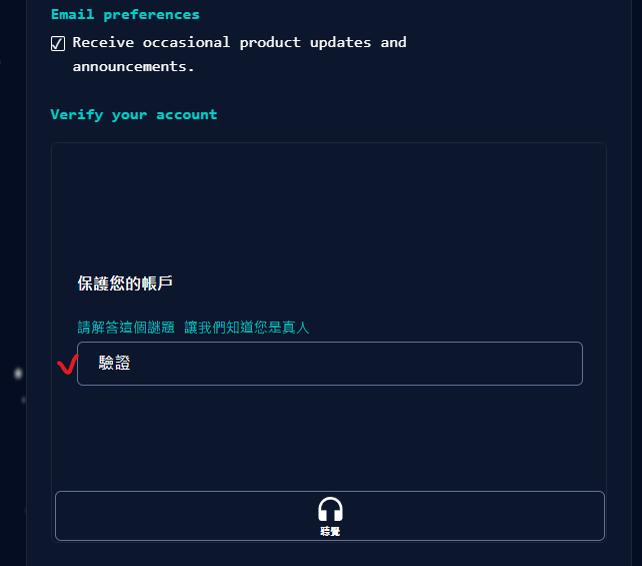 Email preferences
Receive occasional product updates and
announcements.
Verify your account
保護您的帳戶
請解答這個謎題 讓我們知道您是真人
驗證
聽覺